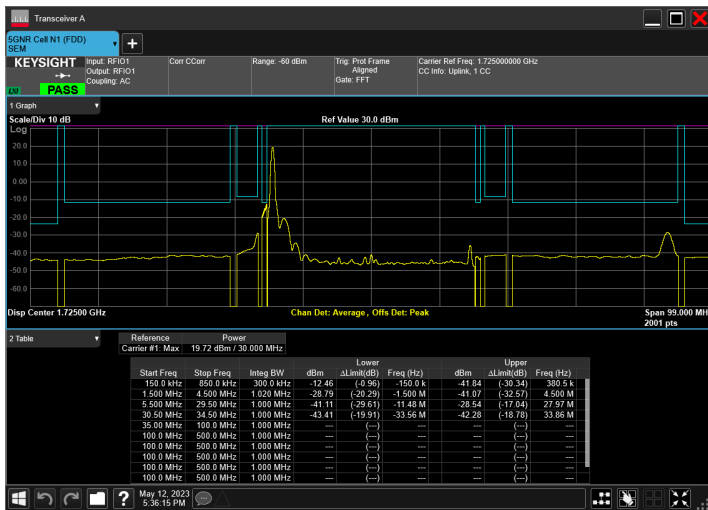 Transceiver A
5GNR Cell N1 (FDD)
SEM
KEYSIGHT
Input: RFIO1
Output: RFIO1
Coupling: AC
Corr CCorr
Range: -60 dBm
Trig: Prot Frame
Aligned
Gate: FFT
Carrier Ref Freq: 1.725000000 GHz
CC Info: Uplink, 1 CC
PASS
1 Graph
Scale/Div 10 dB
Ref Value 30.0 dBm
Log
20.0
10.0
0.00
-10.0
-20.0
-30.0
-40.0
-50.0
-60.0
Disp Center 1.72500 GHz
Chan Det: Average, Offs Det: Peak
Span 99.000 MH
2001 pts
2 Table
Reference Power
Carrier #1: Max 19.72 dBm / 30.000 MHz
Lower Upper
Start Freq Stop Freq Integ BW dBm ΔLimit(dB) Freq (Hz) dBm ΔLimit(dB) Freq (Hz)
150.0 kHz 850.0 kHz 300.0 kHz -12.46 (-0.96) -150.0 k -41.84 (-30.34) 380.5 k
1.500 MHz 4.500 MHz 1.020 MHz -28.79 (-20.29) -1.500 M -41.07 (-32.57) 4.500 M
5.500 MHz 29.50 MHz 1.000 MHz -41.11 (-29.61) -11.48 M -28.54 (-17.04) 27.97 M
30.50 MHz 34.50 MHz 1.000 MHz -43.41 (-19.91) -33.56 M -42.28 (-18.78) 33.86 M
35.00 MHz 100.0 MHz 1.000 MHz --- (---) --- --- (---) ---
100.0 MHz 500.0 MHz 1.000 MHz --- (---) --- --- (---) ---
100.0 MHz 500.0 MHz 1.000 MHz --- (---) --- --- (---) ---
100.0 MHz 500.0 MHz 1.000 MHz --- (---) --- --- (---) ---
100.0 MHz 500.0 MHz 1.000 MHz --- (---) --- --- (---) ---
100.0 MHz 500.0 MHz 1.000 MHz --- (---) --- --- (---) ---
May 12, 2023
5:36:15 PM